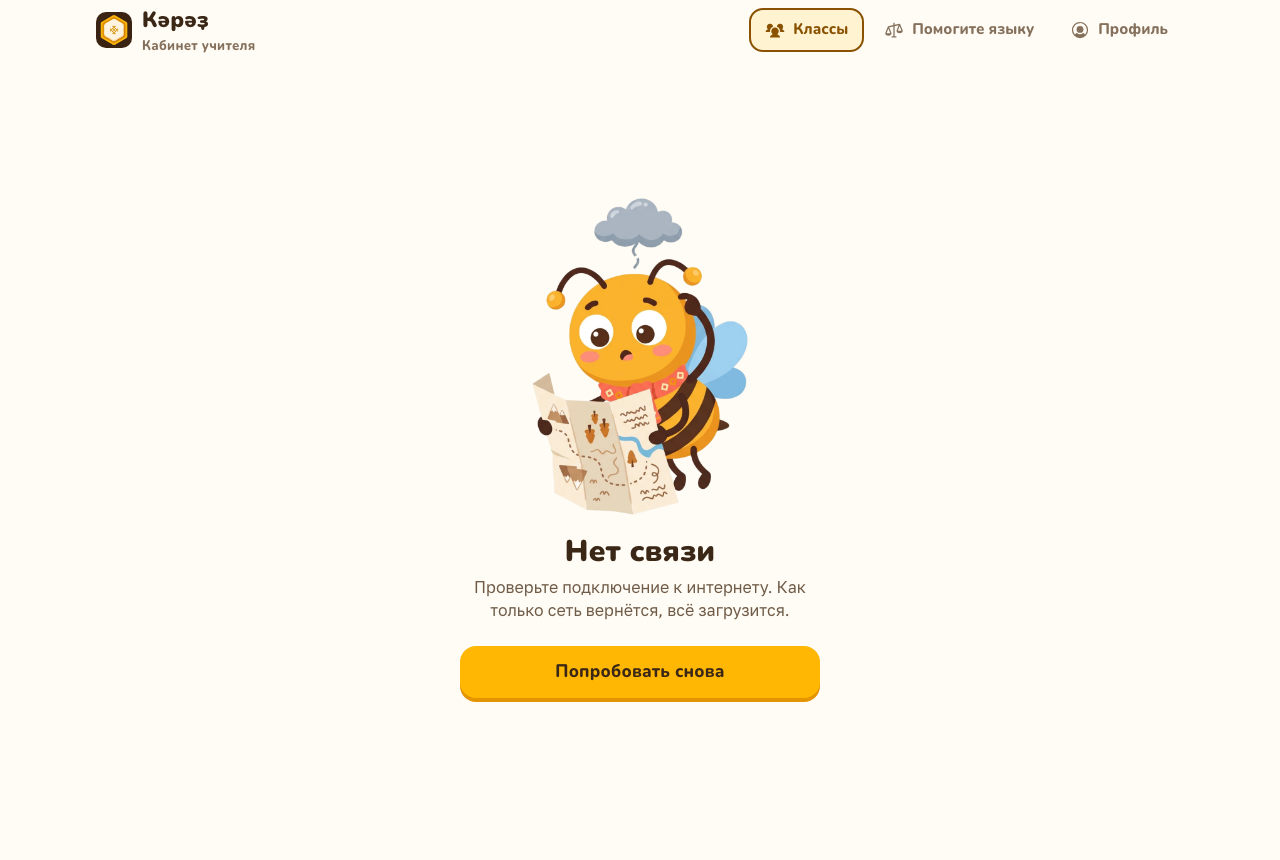 Кәрәҙ
Кабинет учителя
Классы
Помогите языку
Профиль
Нет связи
Проверьте подключение к интернету. Как
только сеть вернётся, всё загрузится.
Попробовать снова